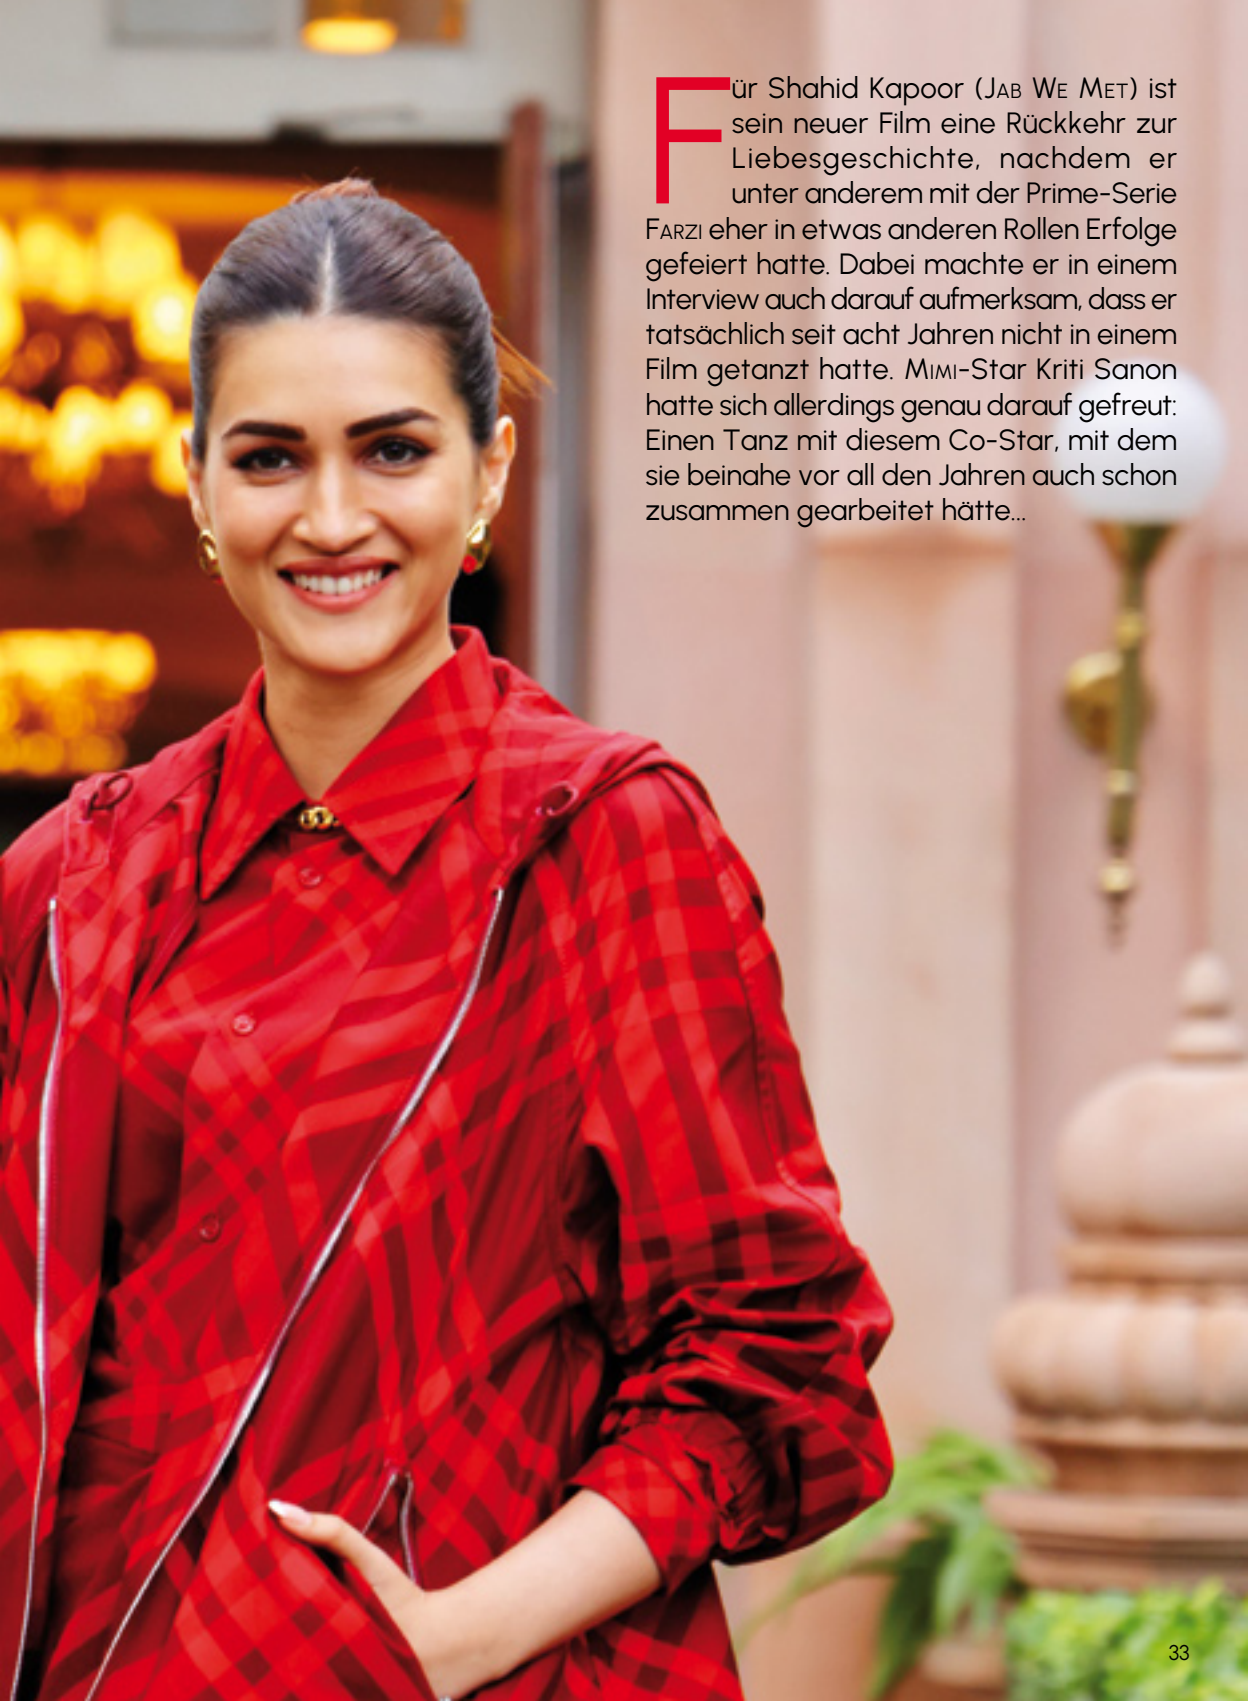 Für Shahid Kapoor (JAB WE MET) ist
sein neuer Film eine Rückkehr zur
Liebesgeschichte, nachdem er
unter anderem mit der Prime-Serie
FARZI eher in etwas anderen Rollen Erfolge
gefeiert hatte. Dabei machte er in einem
Interview auch darauf aufmerksam, dass er
tatsächlich seit acht Jahren nicht in einem
Film getanzt hatte. MIMI-Star Kriti Sanon
hatte sich allerdings genau darauf gefreut:
Einen Tanz mit diesem Co-Star, mit dem
sie beinahe vor all den Jahren auch schon
zusammen gearbeitet hätte...
33